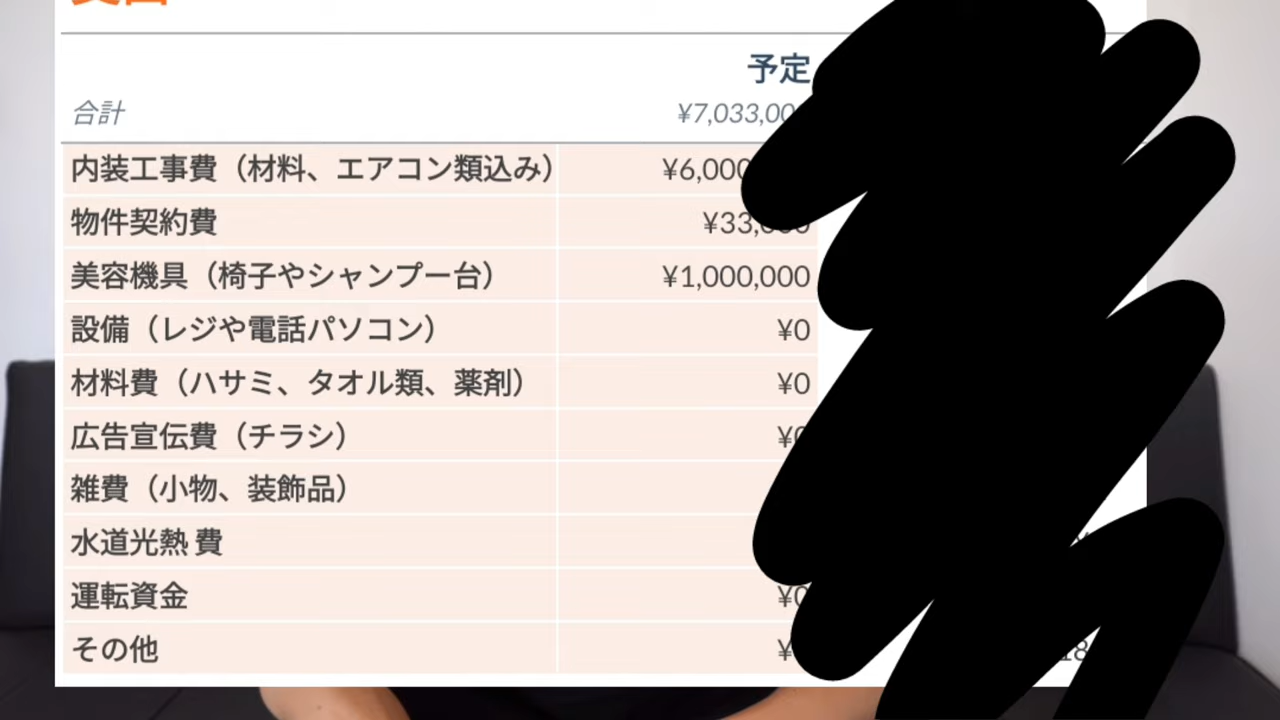 予定
合計 ¥7,033,00
内装工事費（材料、エアコン類込み） ¥6,000
物件契約費 ¥33,000
美容機具（椅子やシャンプー台） ¥1,000,000
設備（レジや電話パソコン） ¥0
材料費（ハサミ、タオル類、薬剤） ¥0
広告宣伝費（チラシ） ¥0
雑費（小物、装飾品）
水道光熱 費
運転資金 ¥0
その他 ¥